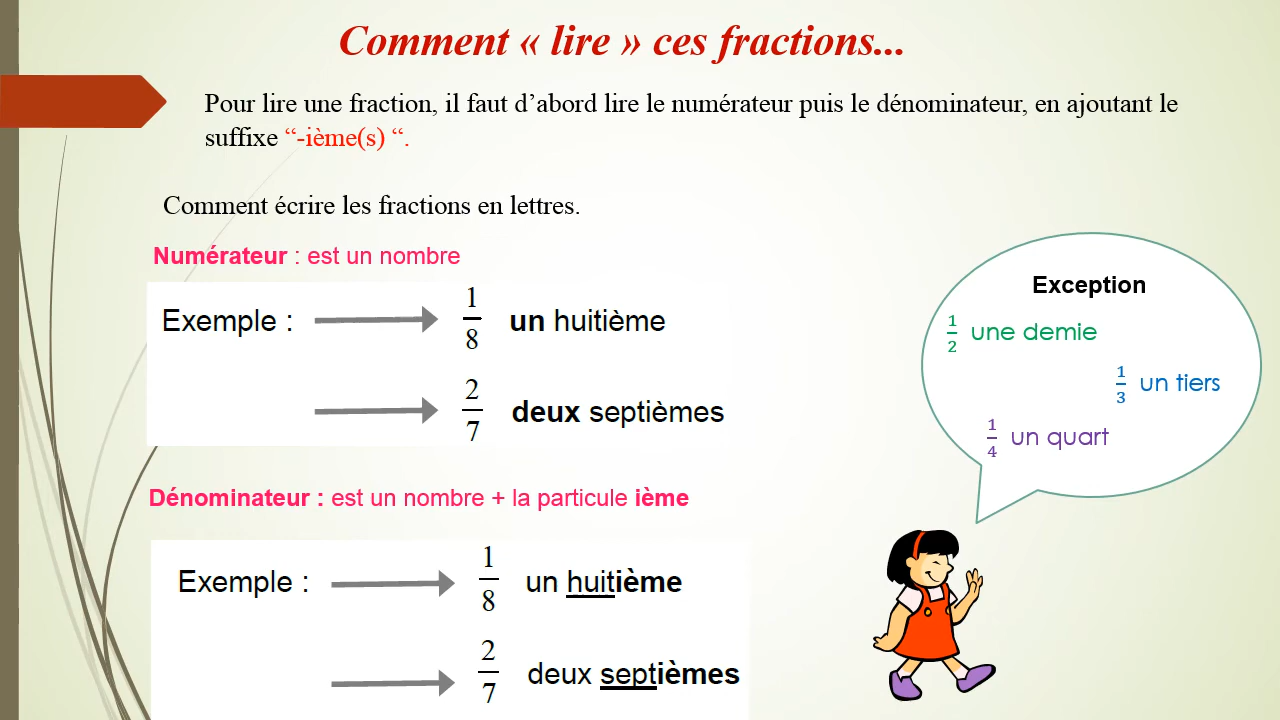 Comment « lire » ces fractions...
Pour lire une fraction, il faut d’abord lire le numérateur puis le dénominateur, en ajoutant le
suffixe “-ième(s) “.
Comment écrire les fractions en lettres.
Numérateur : est un nombre
Exemple : 1/8 un huitième
2/7 deux septièmes
Dénominateur : est un nombre + la particule ième
Exemple : 1/8 un huitième
2/7 deux septièmes
Exception
1/2 une demie
1/3 un tiers
1/4 un quart